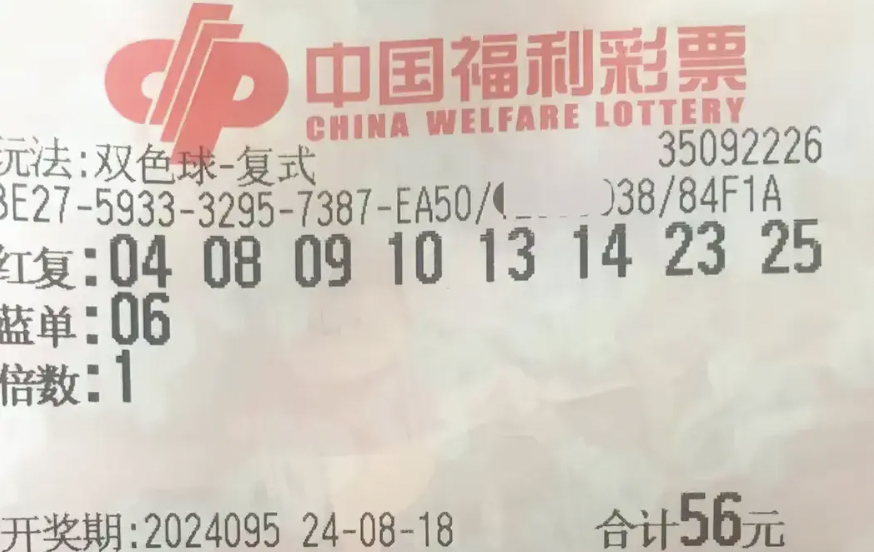 中国福利彩票
CHINA WELFARE LOTTERY
玩法:双色球-复式 35092226
BE27-5933-3295-7387-EA50/ 38/84F1A
红复:04 08 09 10 13 14 23 25
蓝单:06
倍数:1
开奖期:2024095 24-08-18 合计56元